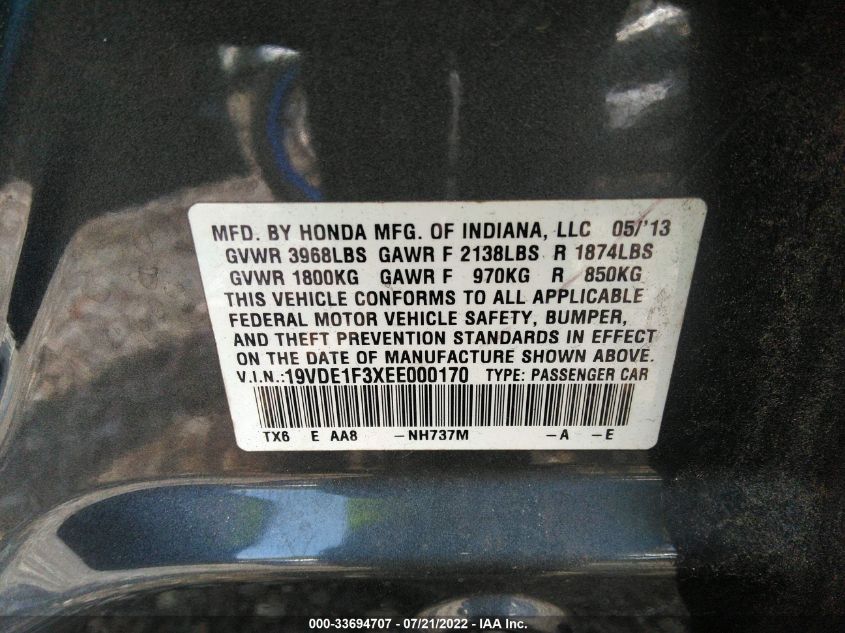 MFD. BY HONDA MFG. OF INDIANA, LLC 05/'13
GVWR 3968LBS GAWR F 2138LBS R 1874LBS
GVWR 1800KG GAWR F 970KG R 850KG
THIS VEHICLE CONFORMS TO ALL APPLICABLE
FEDERAL MOTOR VEHICLE SAFETY, BUMPER,
AND THEFT PREVENTION STANDARDS IN EFFECT
ON THE DATE OF MANUFACTURE SHOWN ABOVE.
V.I.N.:19VDE1F3XEE000170 TYPE: PASSENGER CAR
TX6 E AA8 –NH737M –A –E
000-33694707 - 07/21/2022 - IAA Inc.